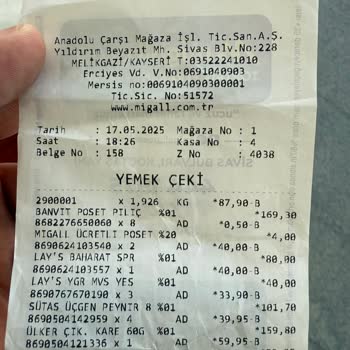 Anadolu Çarşı Mağaza İşl. Tic.San.A.Ş.
Yıldırım Beyazıt Mh. Sivas Blv.No:228
MELİKGAZİ/KAYSERİ T:03522241010
Erciyes Vd. V.No:0691040903
Mersis no:0069104090300001
Tic.Sic. No:51572
www.migall.com.tr
Tarih : 17.05.2025 Mağaza No : 1
Saat : 18:26 Kasa No : 4
Belge No : 158 Z No : 4038
YEMEK ÇEKİ
2900001 x 1,926 KG *87,90 B
BANVİT POSET PİLİÇ %01 *169,30
8682276650060 x 8 AD *0,50 B
MİGALL ÜCRETLİ POSET %20 *4,00
8690624103540 x 2 AD *40,00 B
LAY'S BAHARAT SPR %01 *80,00
8690624103557 x 1 AD *40,00 B
LAY'S YGR MVS YES %01 *40,00
8690767670190 x 3 AD *33,90 B
SÜTAS ÜÇGEN PEYNİR 8 %01 *101,70
8690504142959 x 4 AD *39,95 B
ÜLKER ÇİK. KARE 60G %01 *159,80
8690504121336 x 1 AD *59,95 B